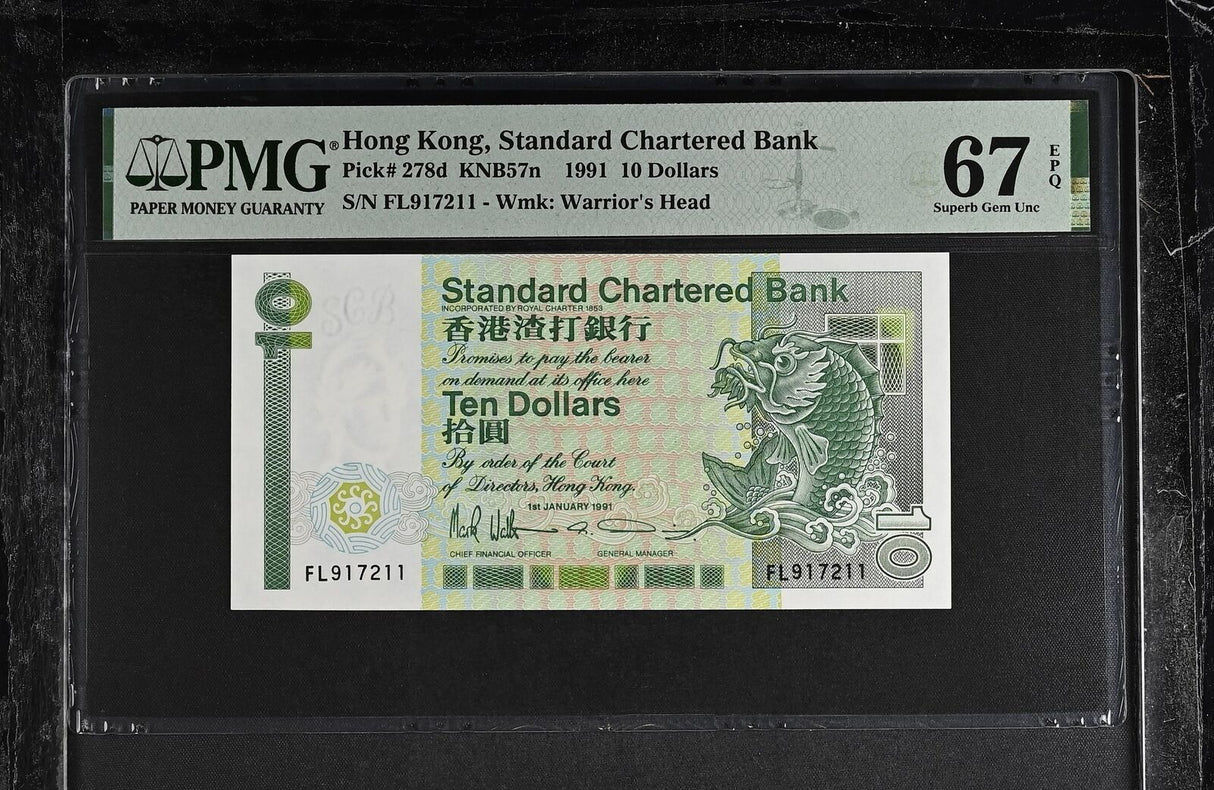 PMG®
PAPER MONEY GUARANTY
Hong Kong, Standard Chartered Bank
Pick# 278d KNB57n 1991 10 Dollars
S/N FL917211 - Wmk: Warrior's Head
67
EPQ
Superb Gem Unc
10
SCB
Standard Chartered Bank
INCORPORATED BY ROYAL CHARTER 1853
香港渣打銀行
Promises to pay the bearer
on demand at its office here
Ten Dollars
拾圓
By order of the Court
of Directors, Hong Kong.
1st JANUARY 1991
CHIEF FINANCIAL OFFICER GENERAL MANAGER
FL917211
FL917211
10